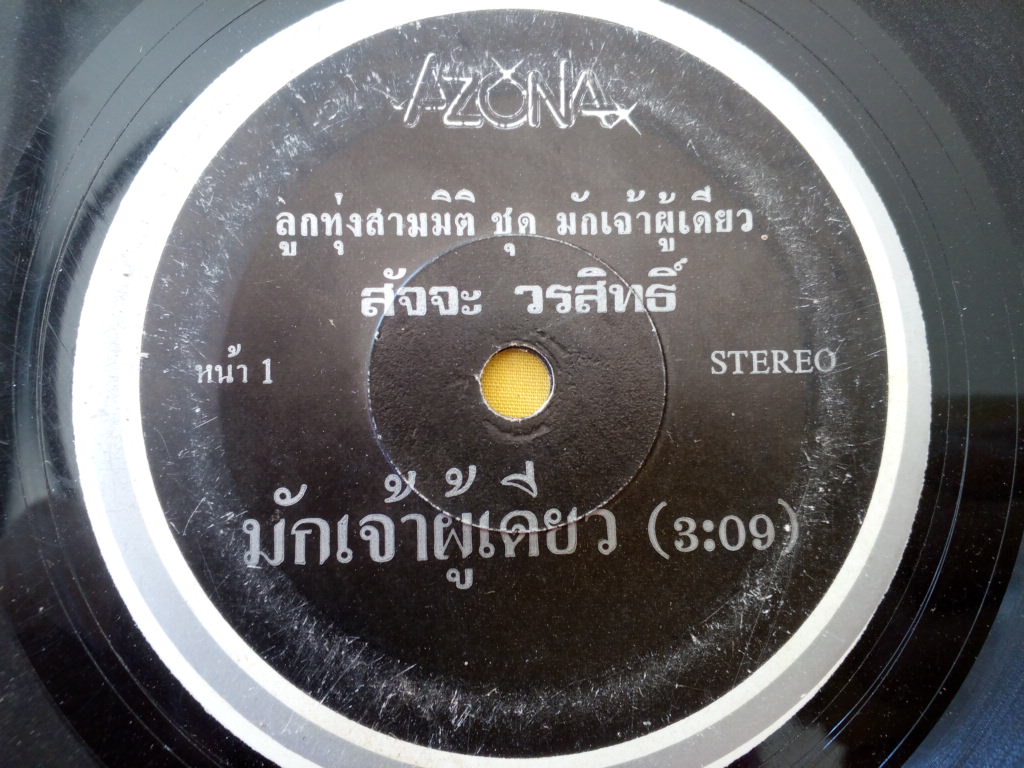 AZONA
ลูกทุ่งสามมิติ ชุด มักเจ้าผู้เดียว
สัจจะ วรสิทธิ์
หน้า 1
STEREO
มักเจ้าผู้เดี่ยว (3:09)